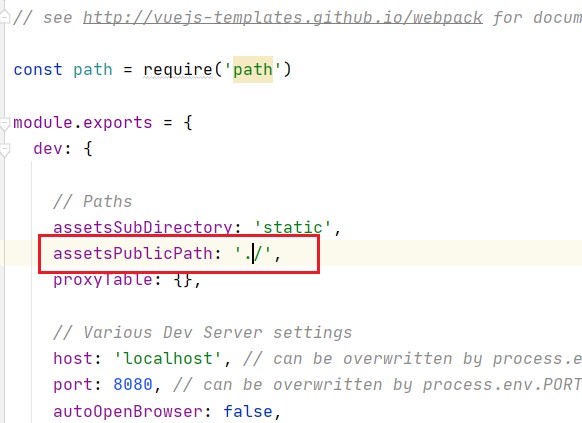 // see http://vuejs-templates.github.io/webpack for docum
const path = require('path')
module.exports = {
dev: {
// Paths
assetsSubDirectory: 'static',
assetsPublicPath: './',
proxyTable: {},
// Various Dev Server settings
host: 'localhost', // can be overwritten by process.e
port: 8080, // can be overwritten by process.env.PORT
autoOpenBrowser: false,